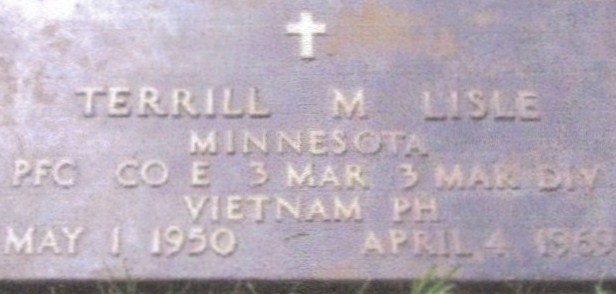 TERRILL M LISLE
MINNESOTA
PFC CO E 3 MAR 3 MAR DIV
VIETNAM PH
MAY 1 1950 APRIL 4 1969